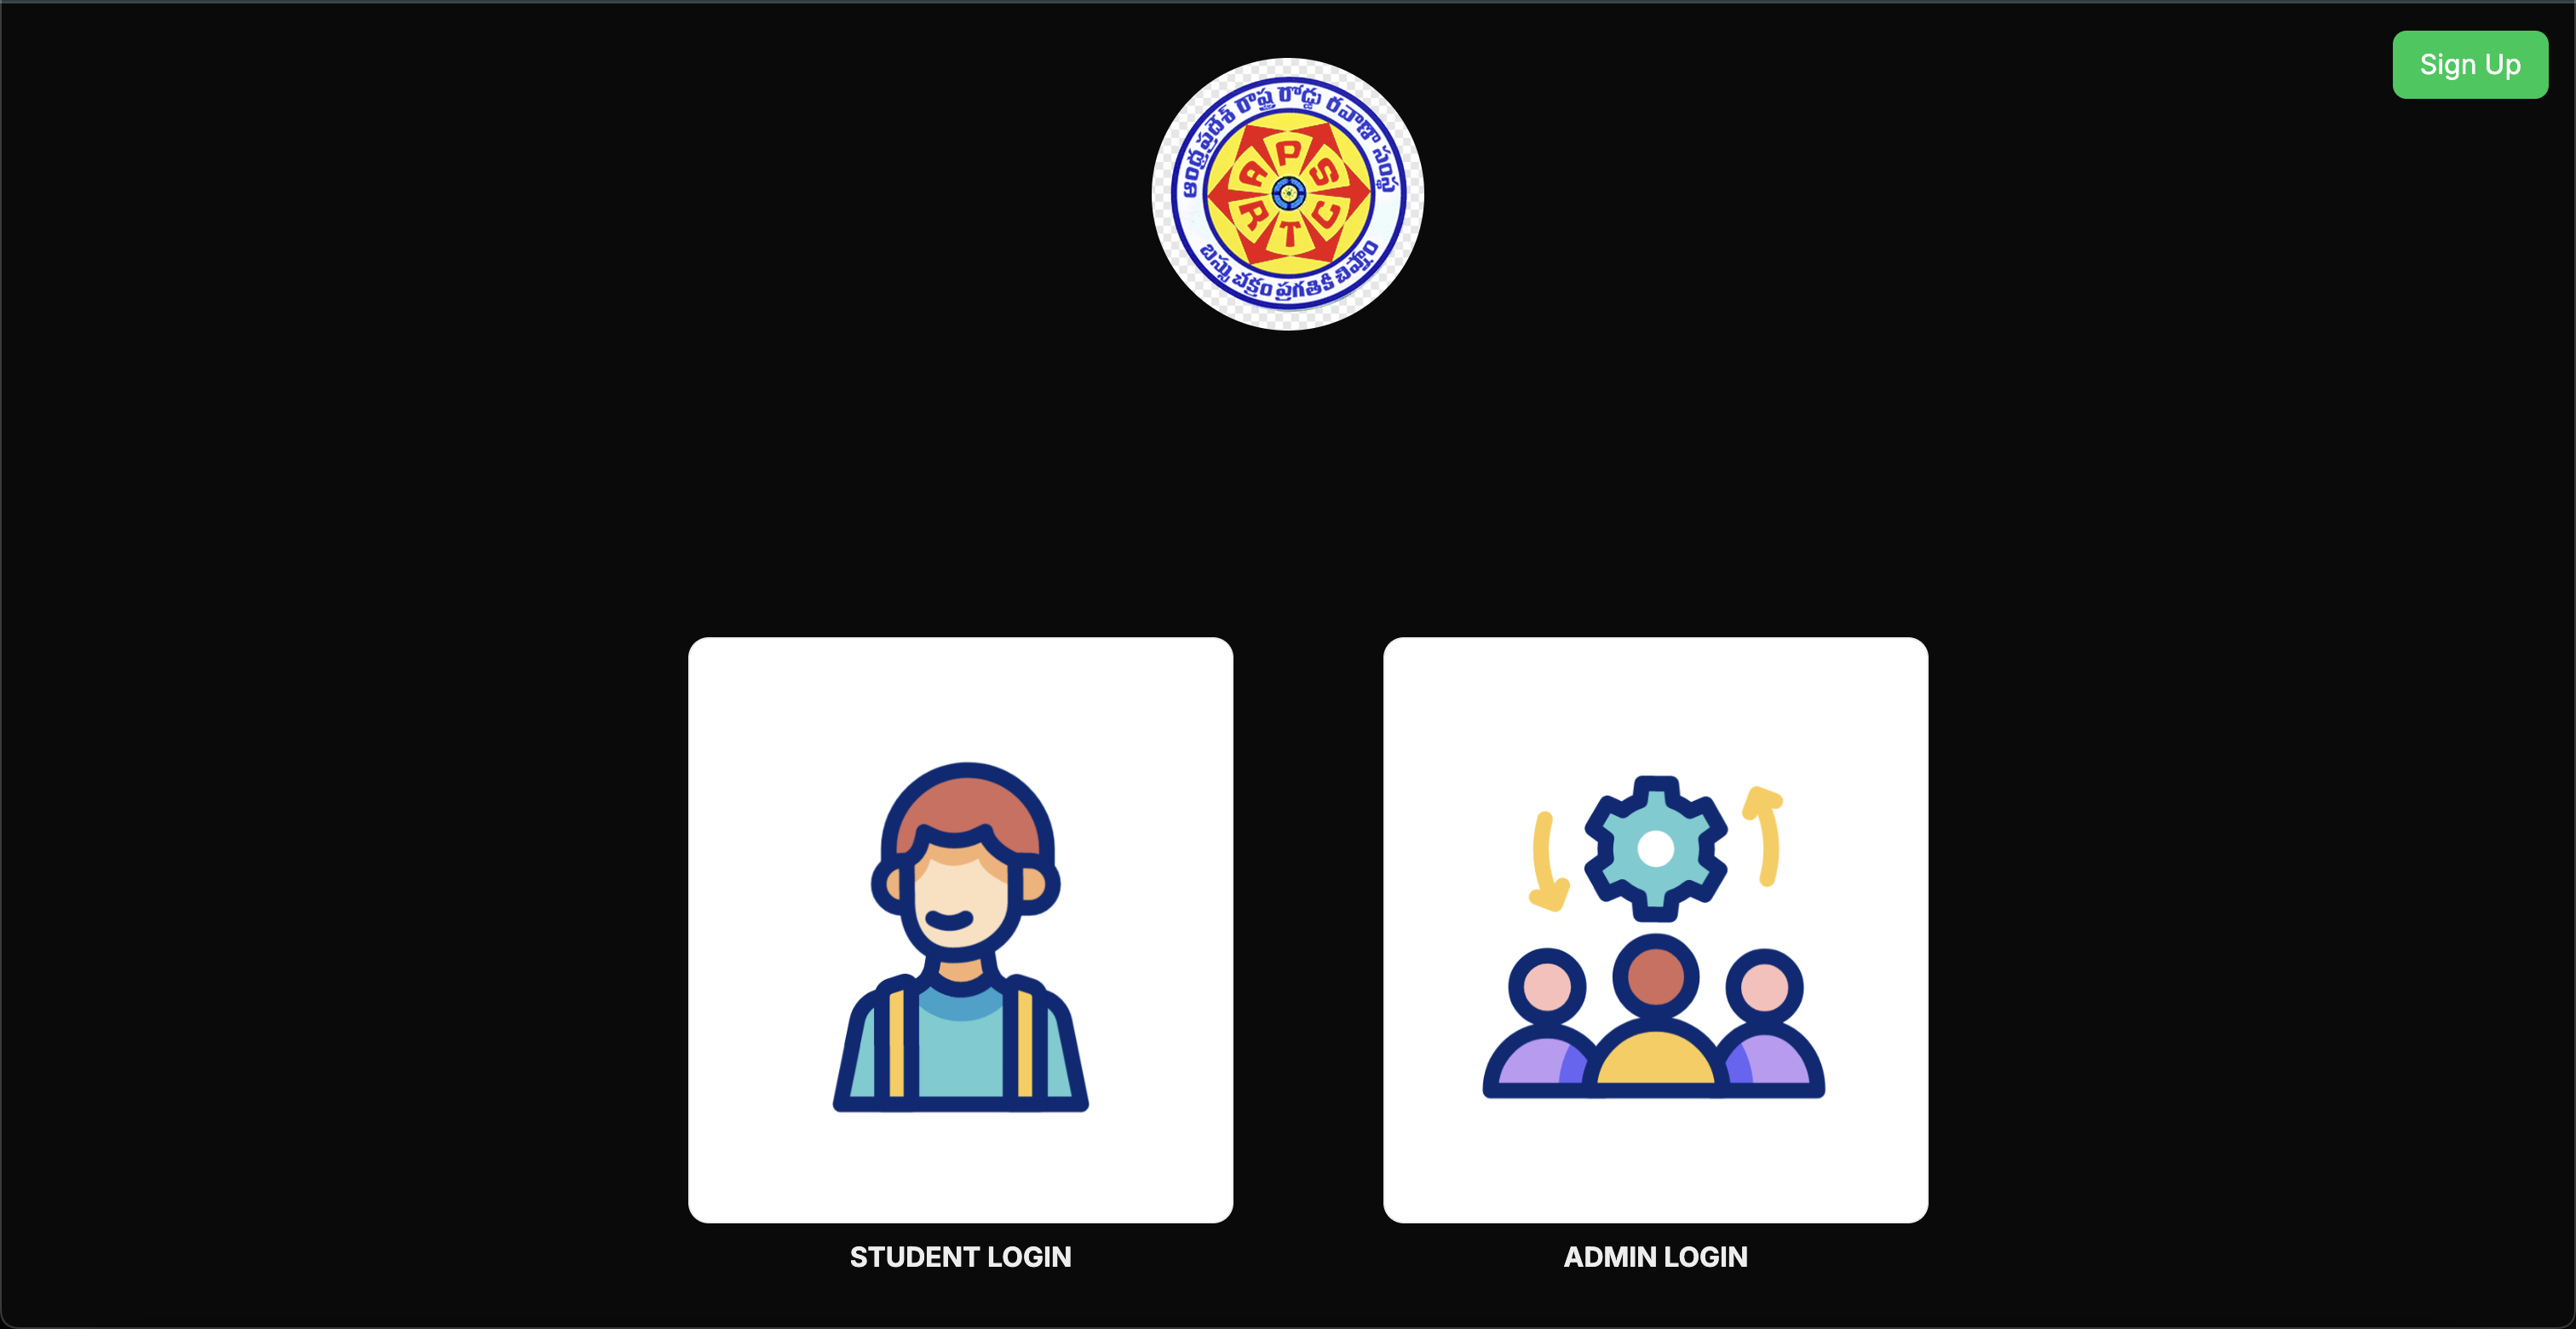 Sign Up
ఆంధ్రప్రదేశ్ రాష్ట్ర రోడ్డు రవాణా సంస్థ
APSRTC
బస్సు చక్రం ప్రగతికి చిహ్నం
STUDENT LOGIN
ADMIN LOGIN